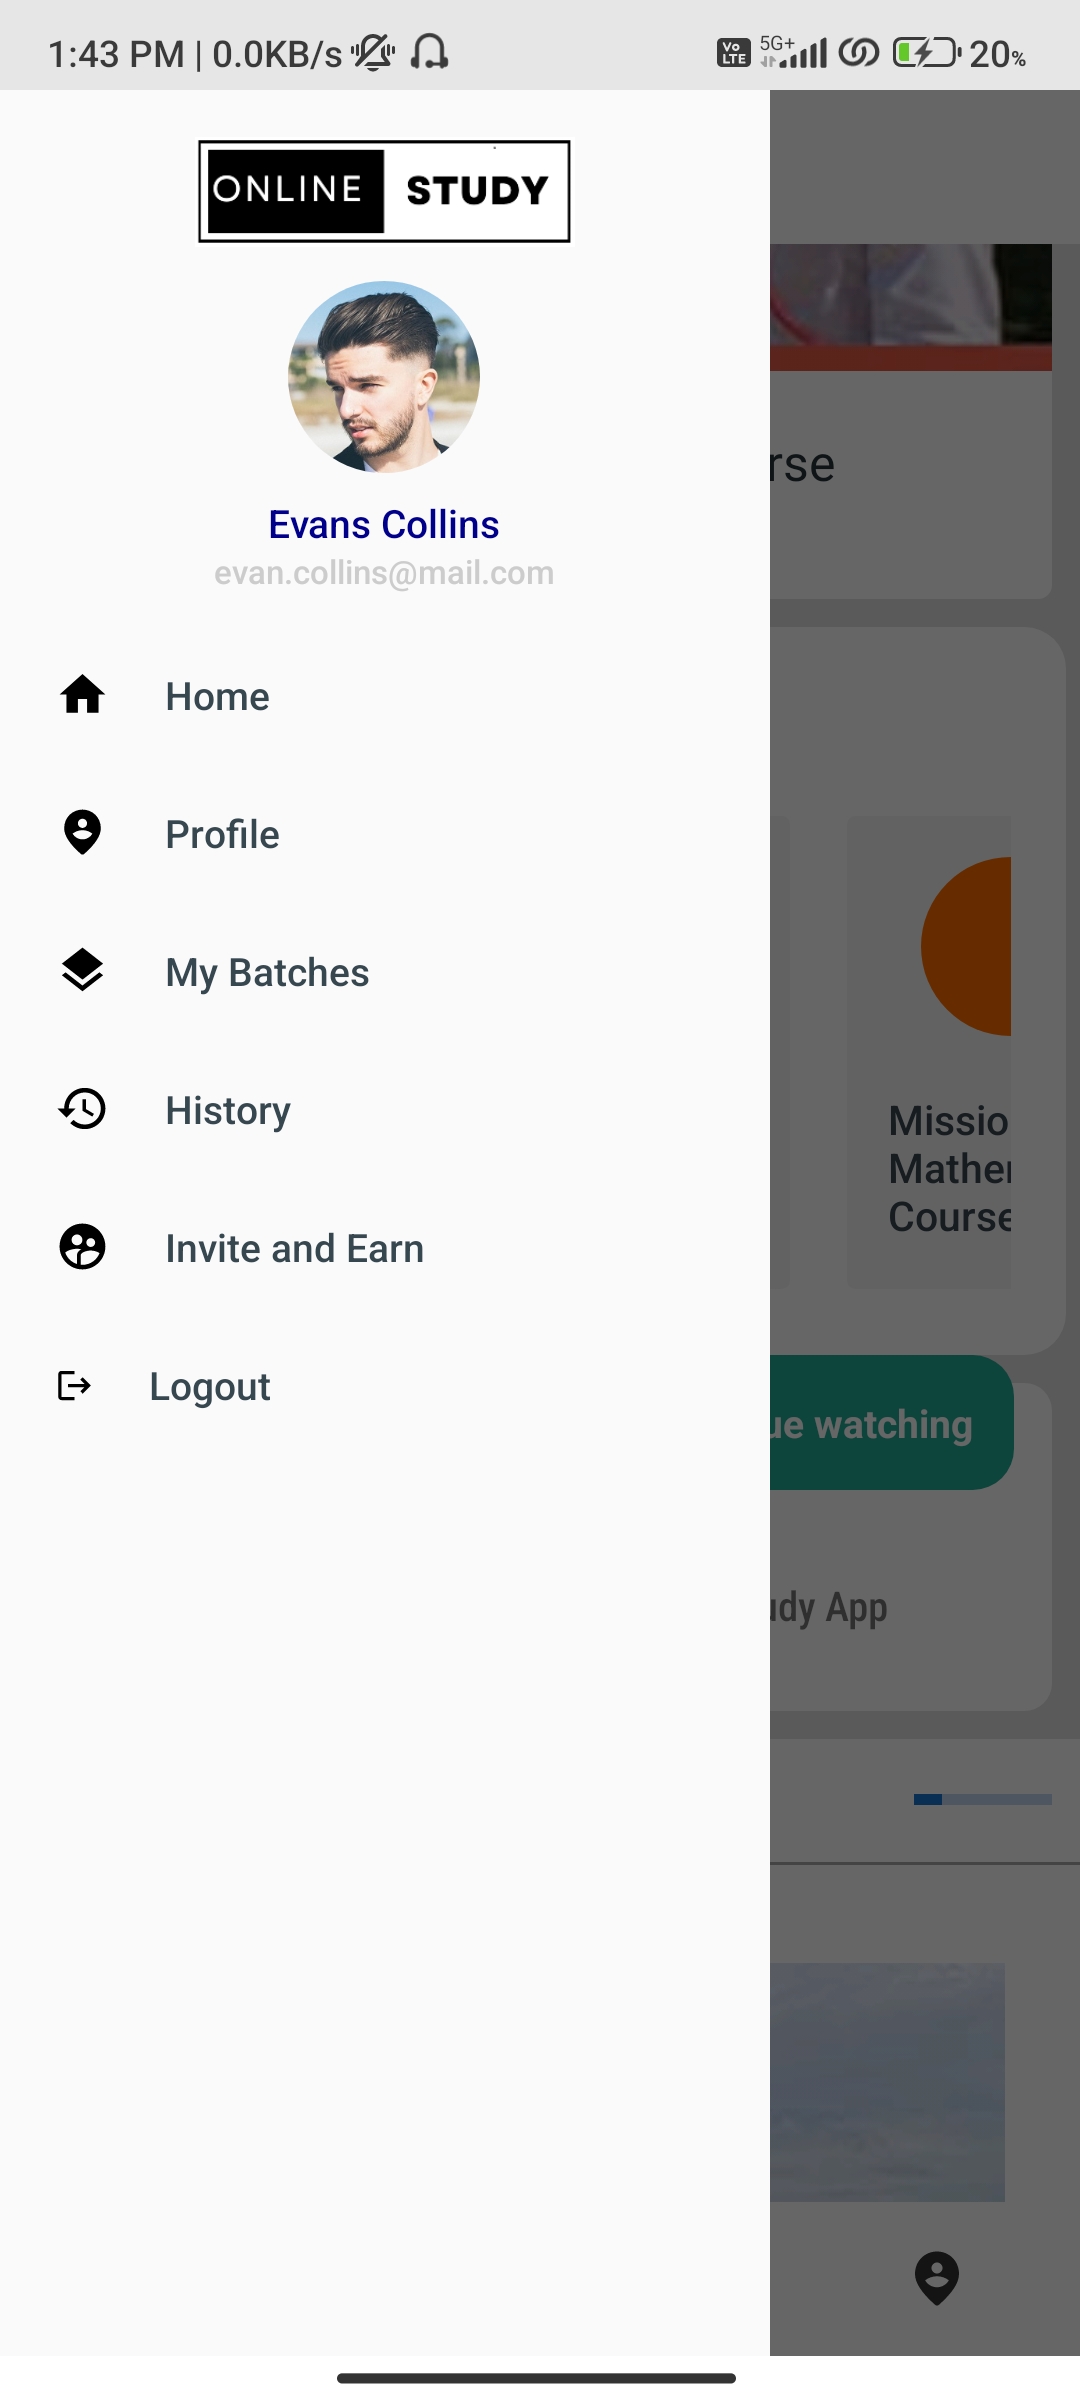 1:43 PM | 0.0KB/s
Vo LTE 5G+ 20%
ONLINE STUDY
Evans Collins
evan.collins@mail.com
Home
Profile
My Batches
History
Invite and Earn
Logout
rse
Missio
Mather
Course
ue watching
udy App